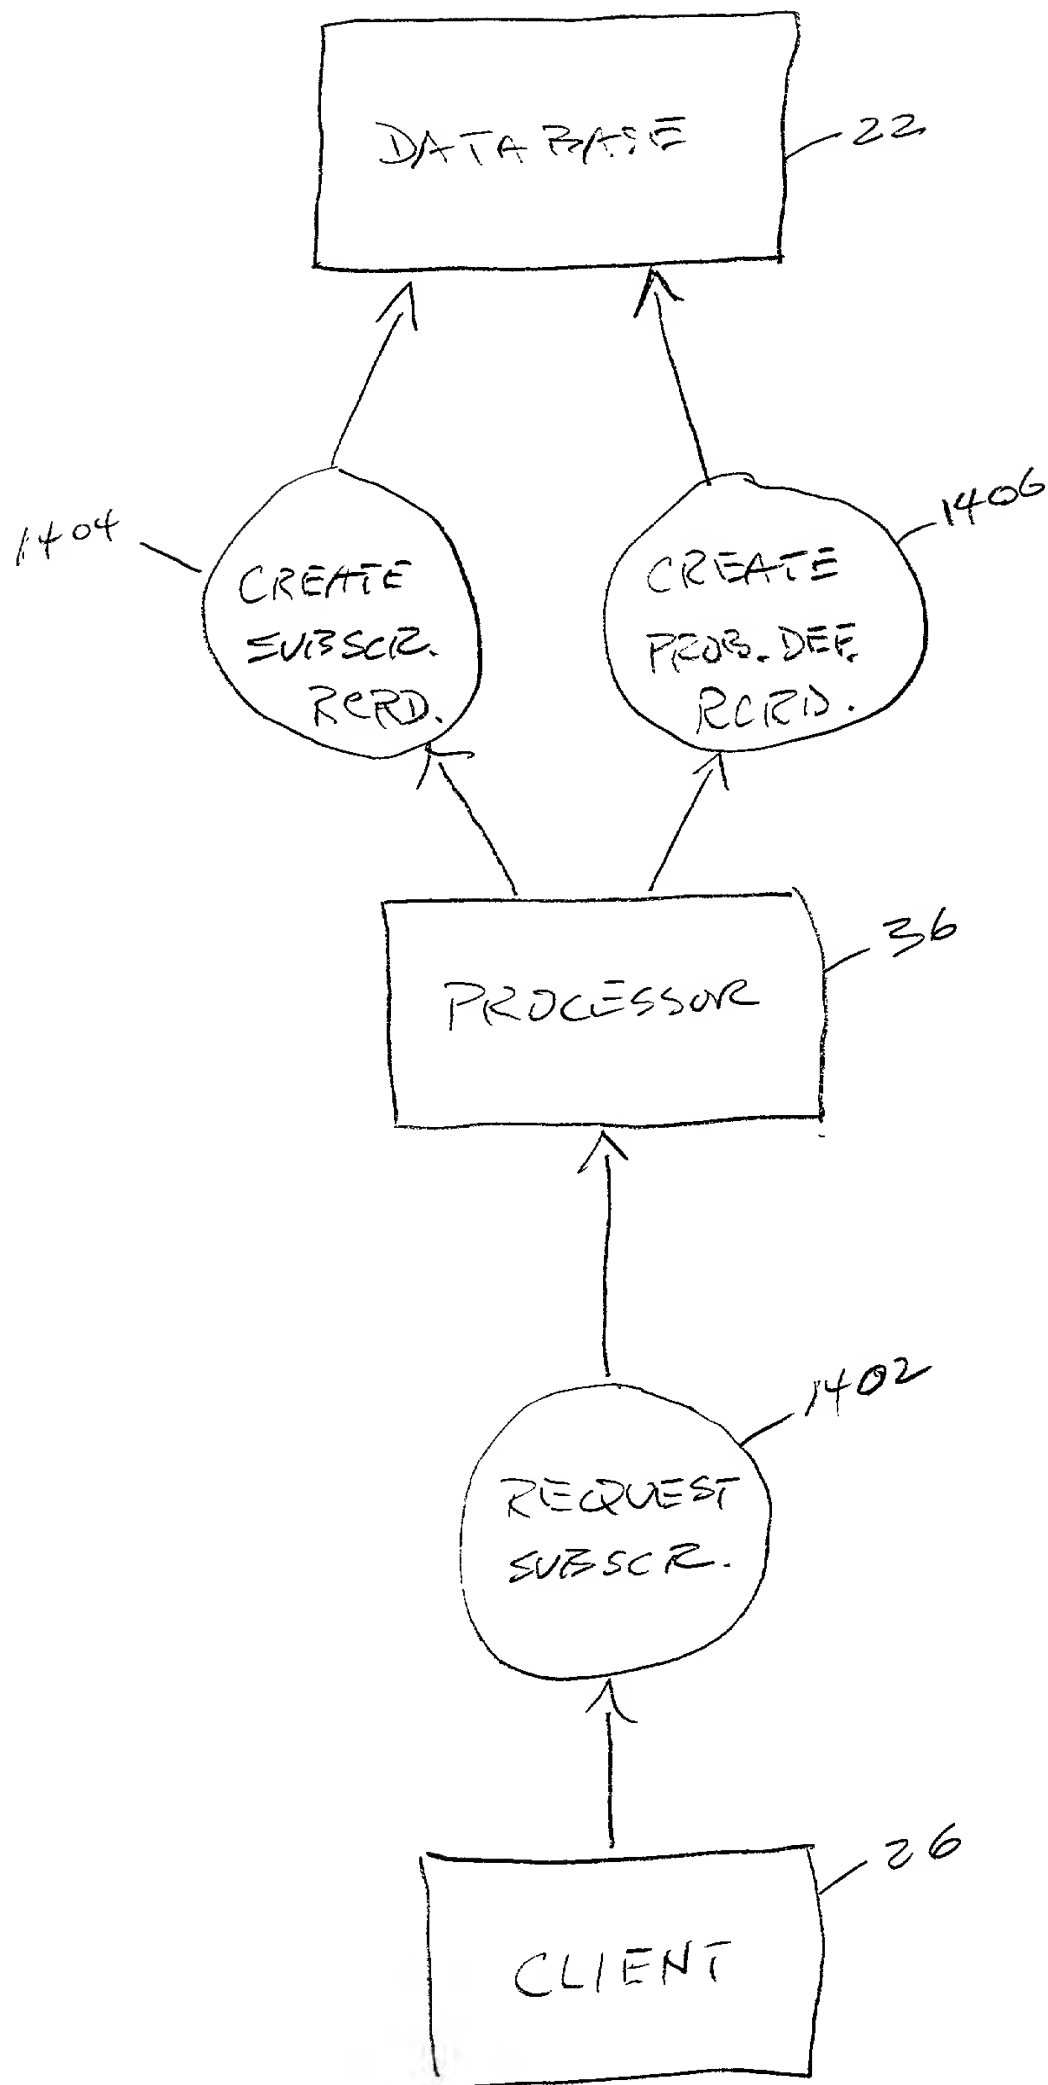 DATABASE
22
1404
CREATE
SUBSCR.
RCRD.
1406
CREATE
PROB. DEF.
RCRD.
PROCESSOR
36
1402
REQUEST
SUBSCR.
26
CLIENT